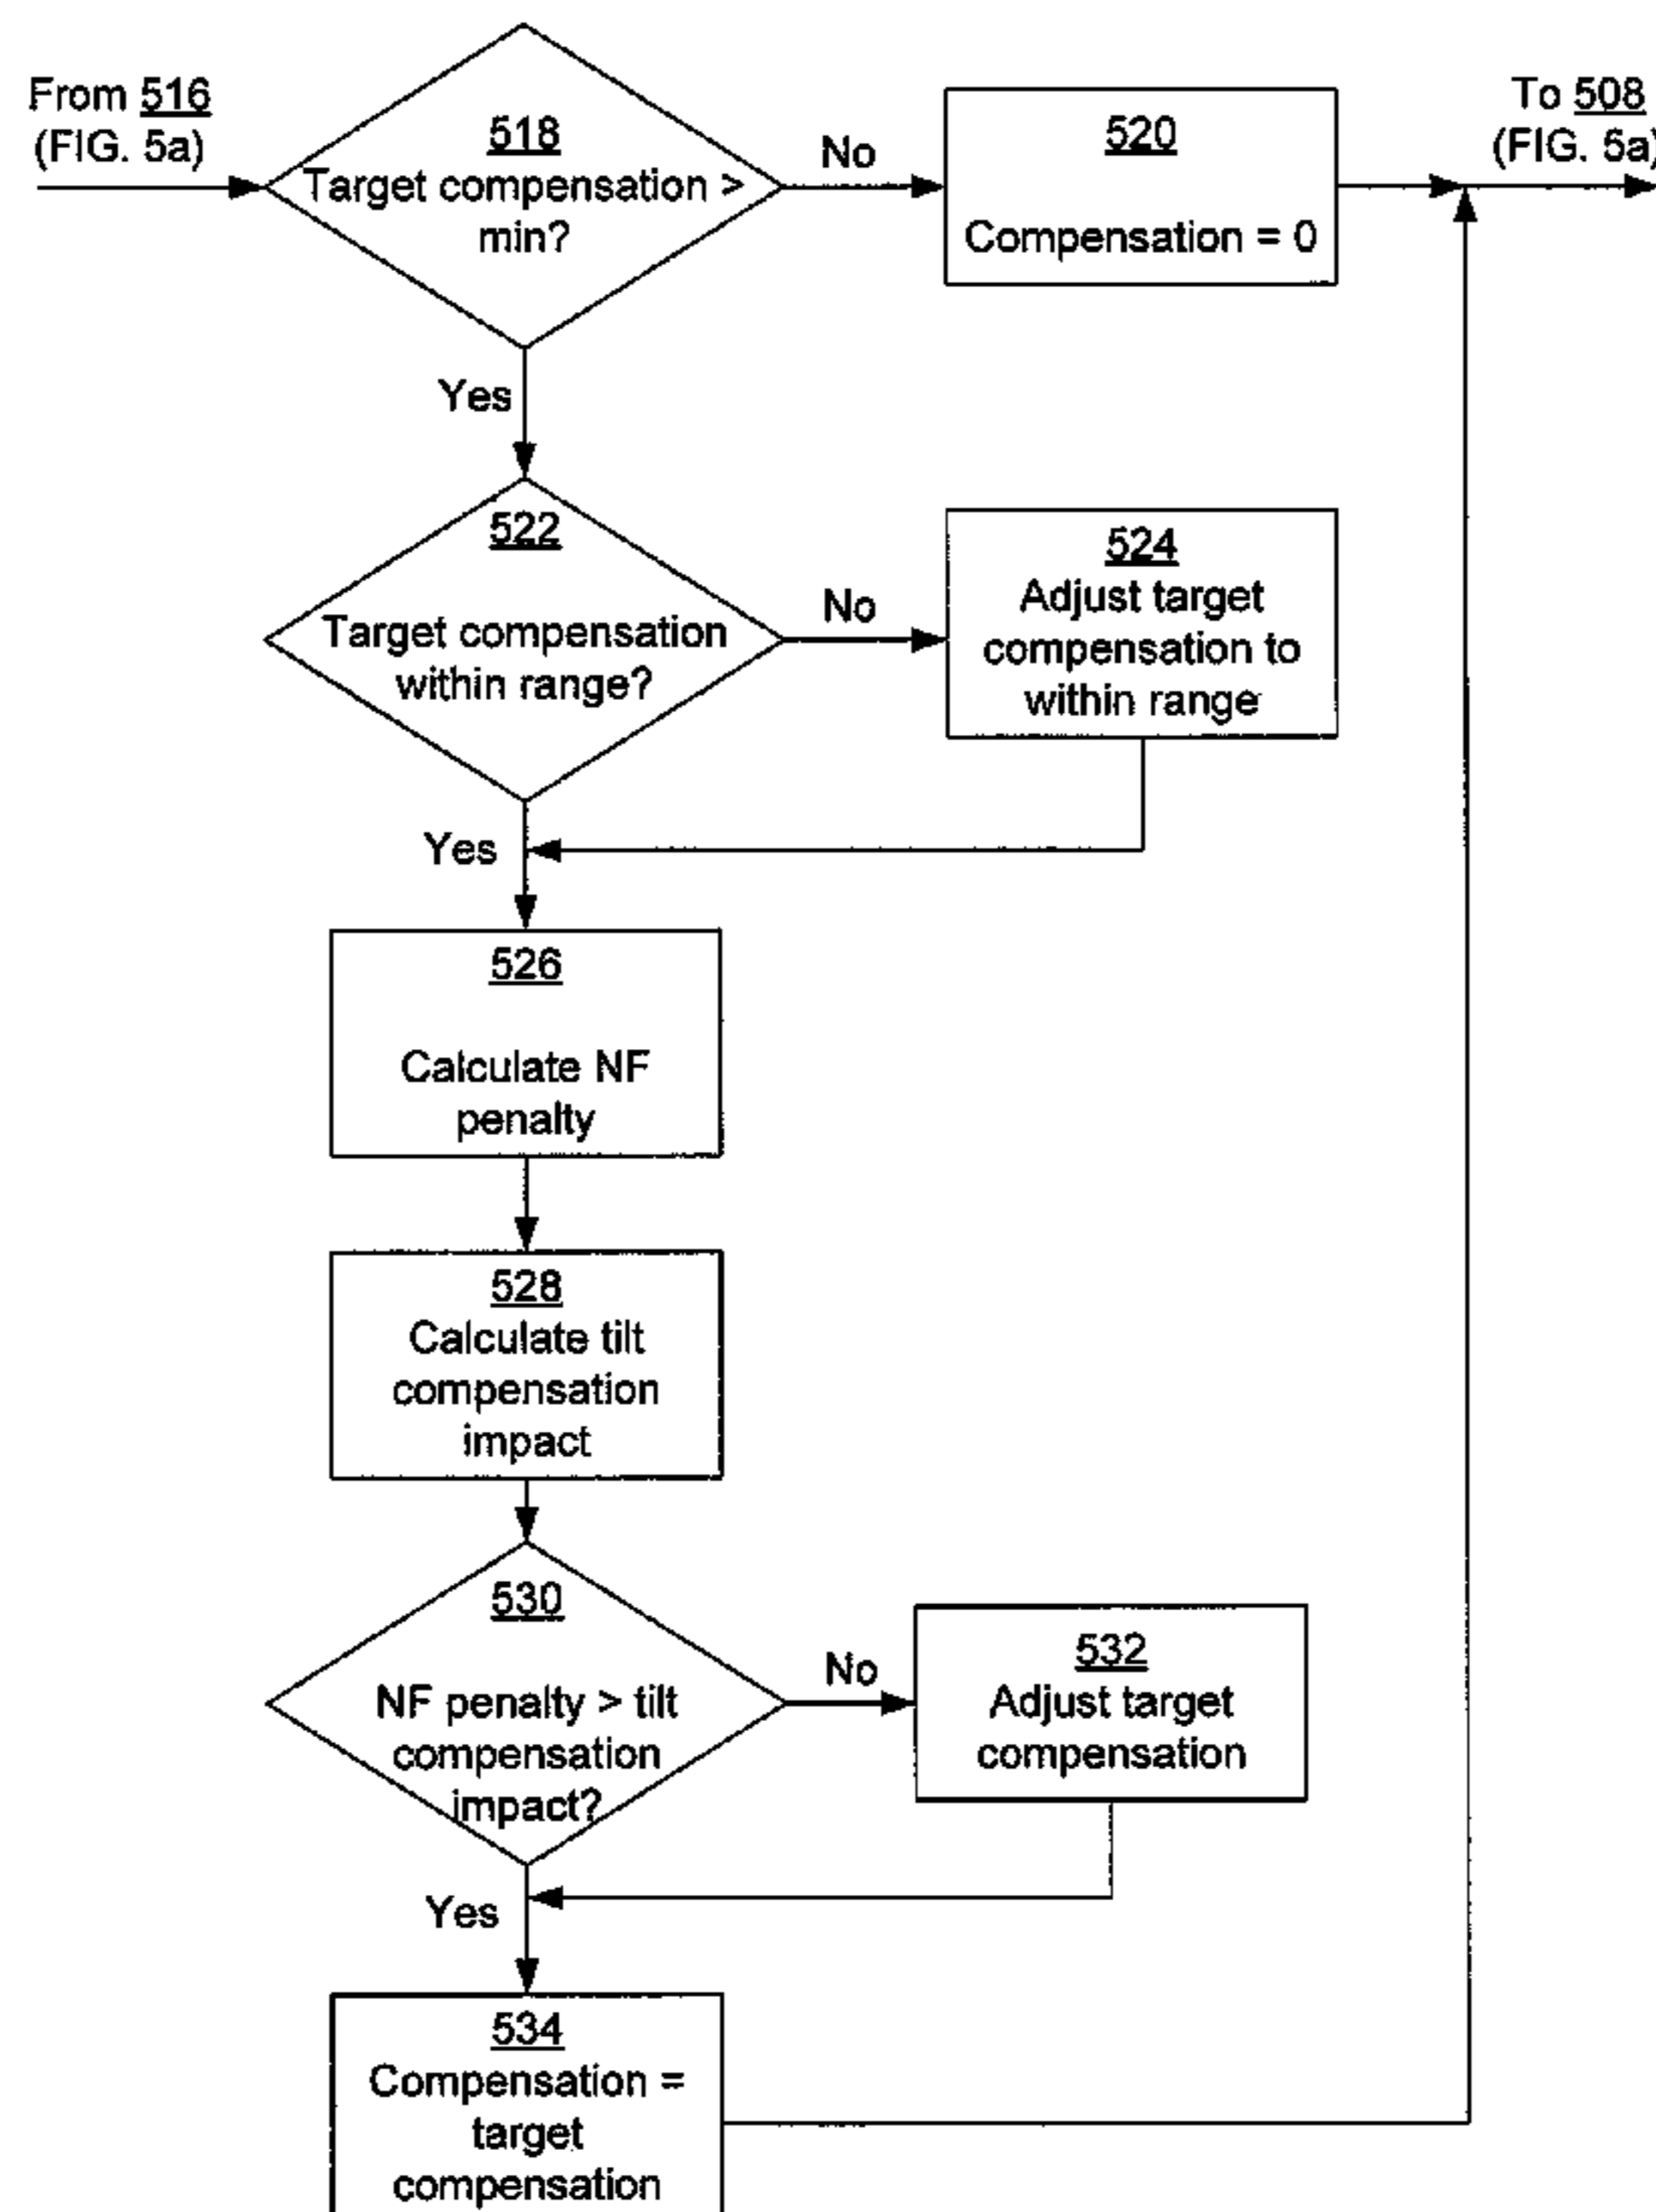 From 516
(FIG. 5a)
518
Target compensation >
min?
No
520
Compensation = 0
To 508
(FIG. 5a)
Yes
522
Target compensation
within range?
No
524
Adjust target
compensation to
within range
Yes
526
Calculate NF
penalty
528
Calculate tilt
compensation
impact
530
NF penalty > tilt
compensation
impact?
No
532
Adjust target
compensation
Yes
534
Compensation =
target
compensation